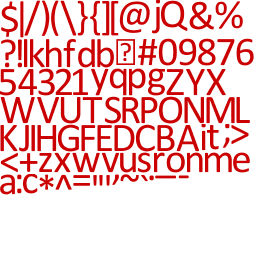 $|/)(\}{][@jQ&%
?!lkhfdb#09876
54321yqpgZYX
WVUTSRPONML
KJIHGFEDCBAit;>
<+zxwvusronme
a:c*^="',~`·—-